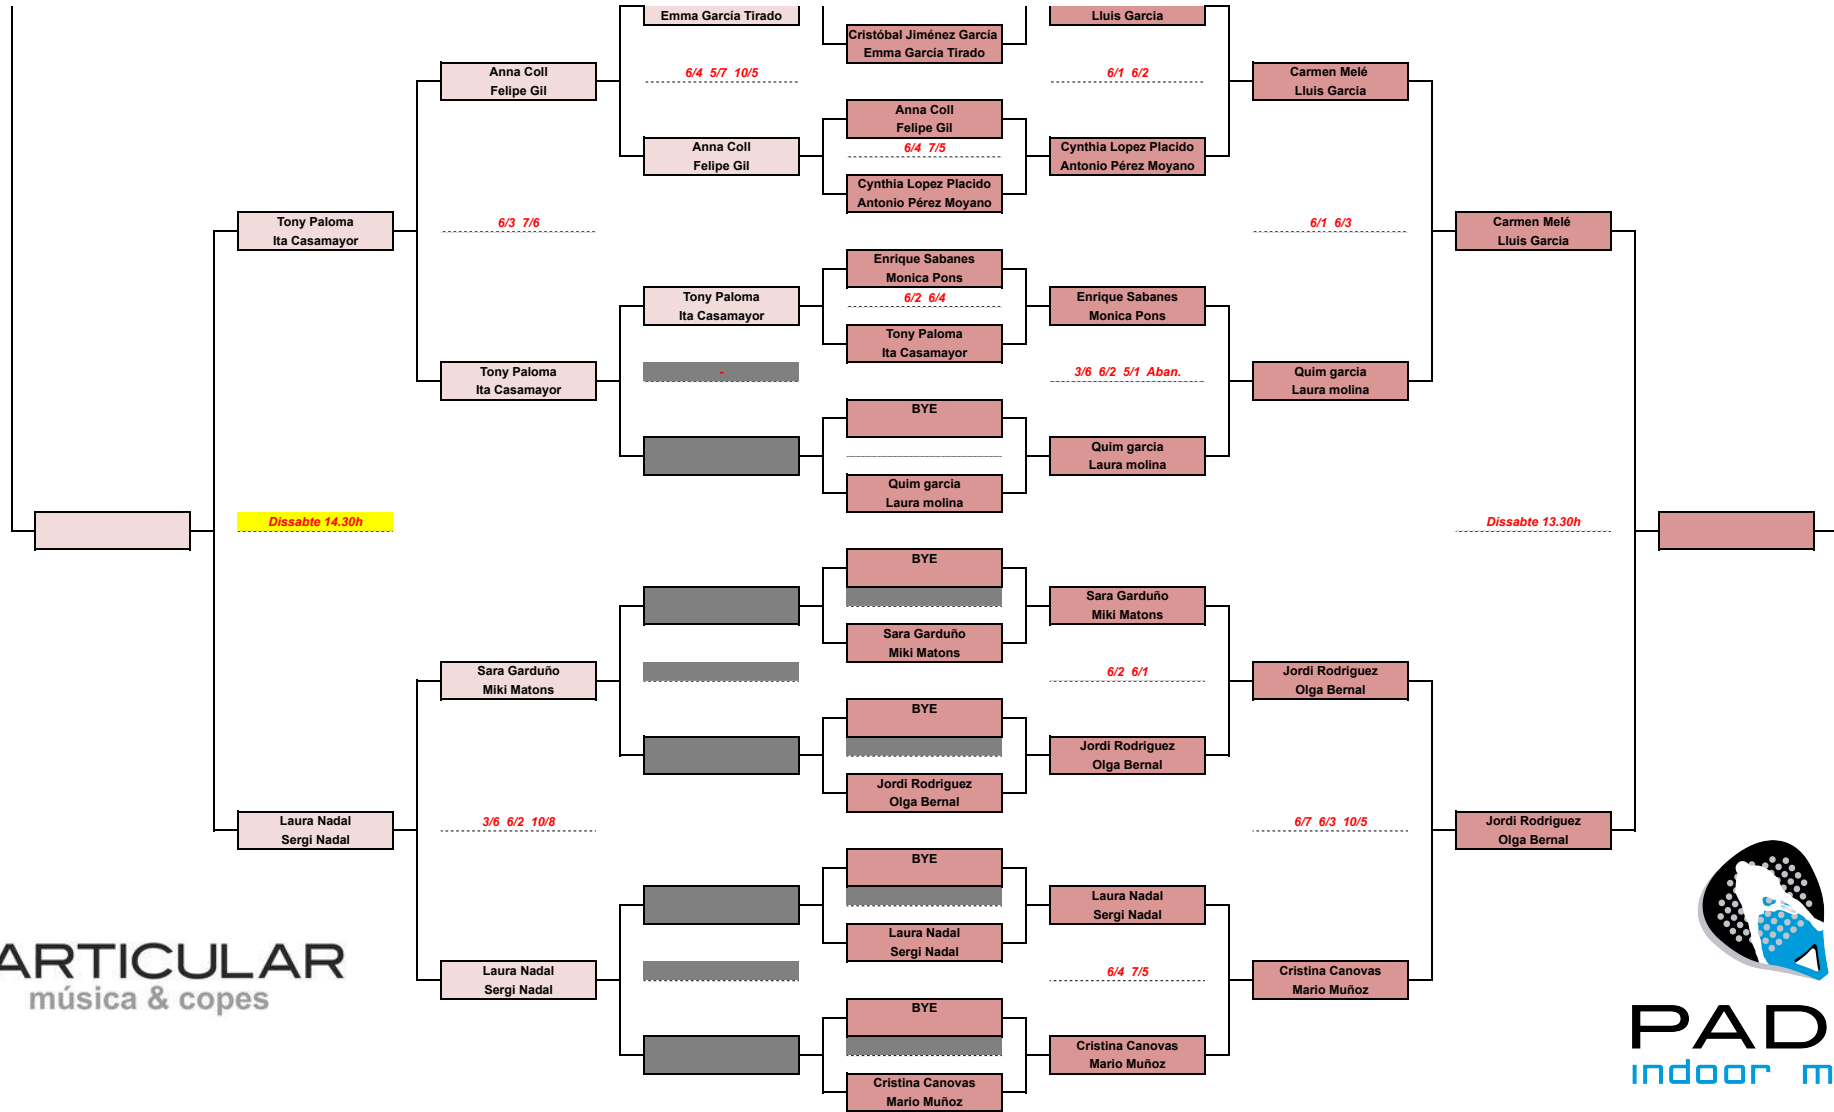 Emma García Tirado
Lluis Garcia
Cristóbal Jiménez García
Emma García Tirado
Anna Coll
Felipe Gil
6/4 5/7 10/5
6/1 6/2
Carmen Melé
Lluis Garcia
Anna Coll
Felipe Gil
Anna Coll
Felipe Gil
6/4 7/5
Cynthia Lopez Placido
Antonio Pérez Moyano
Cynthia Lopez Placido
Antonio Pérez Moyano
Tony Paloma
Ita Casamayor
6/3 7/6
6/1 6/3
Carmen Melé
Lluis Garcia
Enrique Sabanes
Monica Pons
Tony Paloma
Ita Casamayor
6/2 6/4
Enrique Sabanes
Monica Pons
Tony Paloma
Ita Casamayor
Tony Paloma
Ita Casamayor
-
3/6 6/2 5/1 Aban.
Quim garcia
Laura molina
BYE
Quim garcia
Laura molina
Quim garcia
Laura molina
Dissabte 14.30h
Dissabte 13.30h
BYE
Sara Garduño
Miki Matons
Sara Garduño
Miki Matons
Sara Garduño
Miki Matons
6/2 6/1
Jordi Rodriguez
Olga Bernal
BYE
Jordi Rodriguez
Olga Bernal
Jordi Rodriguez
Olga Bernal
Laura Nadal
Sergi Nadal
3/6 6/2 10/8
6/7 6/3 10/5
Jordi Rodriguez
Olga Bernal
BYE
Laura Nadal
Sergi Nadal
Laura Nadal
Sergi Nadal
Laura Nadal
Sergi Nadal
6/4 7/5
Cristina Canovas
Mario Muñoz
BYE
Cristina Canovas
Mario Muñoz
Cristina Canovas
Mario Muñoz
ARTICULAR
música & copes
PAD
indoor m